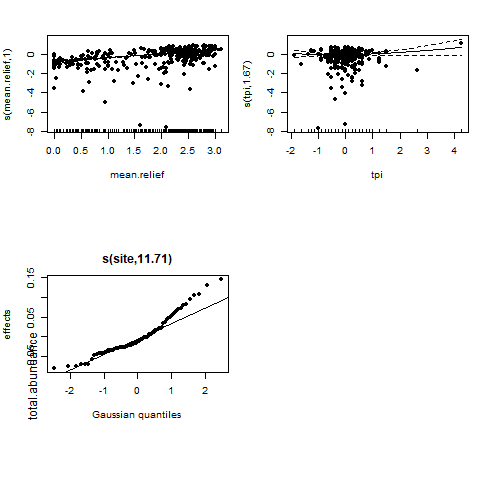 s(mean.relief,1)
0
-2
-4
-6
-8
0.0 0.5 1.0 1.5 2.0 2.5 3.0
mean.relief
s(tpi,1.67)
0
-2
-4
-6
-8
-2 -1 0 1 2 3 4
tpi
s(site,11.71)
effects
total.abundance
0.15
0.05
-1 0 1 2
Gaussian quantiles